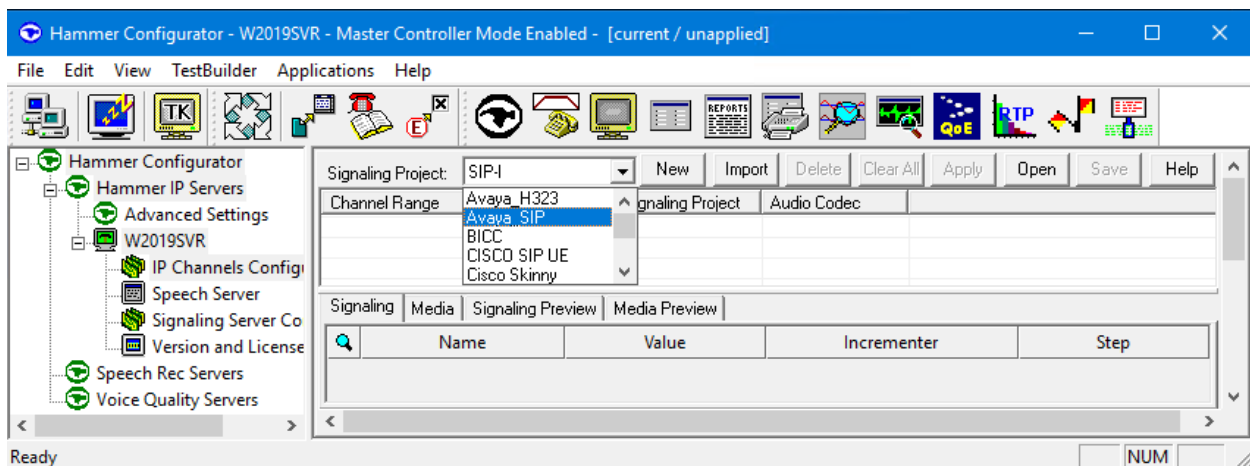 Hammer Configurator - W2019SVR - Master Controller Mode Enabled - [current / unapplied]
File Edit View TestBuilder Applications Help
TK
E
REPORTS
QoE
RTP
Hammer Configurator
Hammer IP Servers
Advanced Settings
W2019SVR
IP Channels Configu
Speech Server
Signaling Server Co
Version and License
Speech Rec Servers
Voice Quality Servers
Signaling Project: SIP-I New Import Delete Clear All Apply Open Save Help
Channel Range gnaling Project Audio Codec
Avaya_H323
Avaya_SIP
BICC
CISCO SIP UE
Cisco Skinny
Signaling Media Signaling Preview Media Preview
Name Value Incrementer Step
Ready NUM